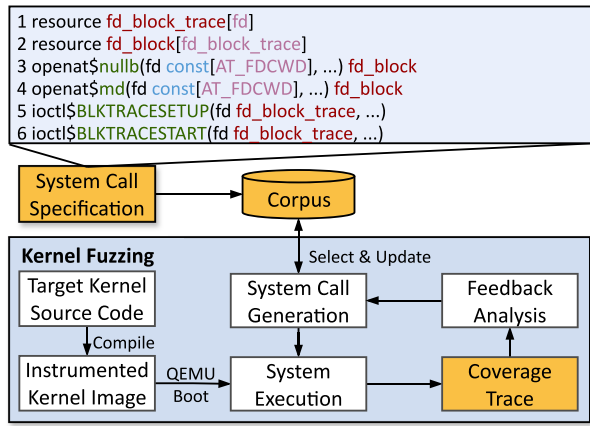 1 resource fd_block_trace[fd]
2 resource fd_block[fd_block_trace]
3 openat$nullb(fd const[AT_FDCWD], ...) fd_block
4 openat$md(fd const[AT_FDCWD], ...) fd_block
5 ioctl$BLKTRACESETUP(fd fd_block_trace, ...)
6 ioctl$BLKTRACESTART(fd fd_block_trace, ...)
System Call
Specification
Corpus
Kernel Fuzzing
Select & Update
Target Kernel
Source Code
System Call
Generation
Feedback
Analysis
Compile
Instrumented
Kernel Image
QEMU
Boot
System
Execution
Coverage
Trace